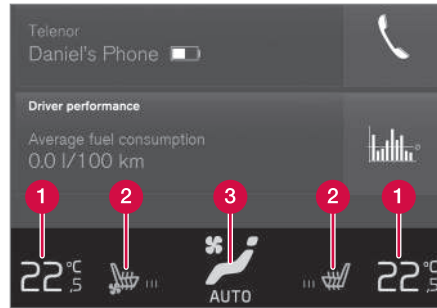 Telenor
Daniel's Phone
Driver performance
Average fuel consumption
0.0 l/100 km
1
2
3
2
1
22,5 °C
22,5 °C
AUTO